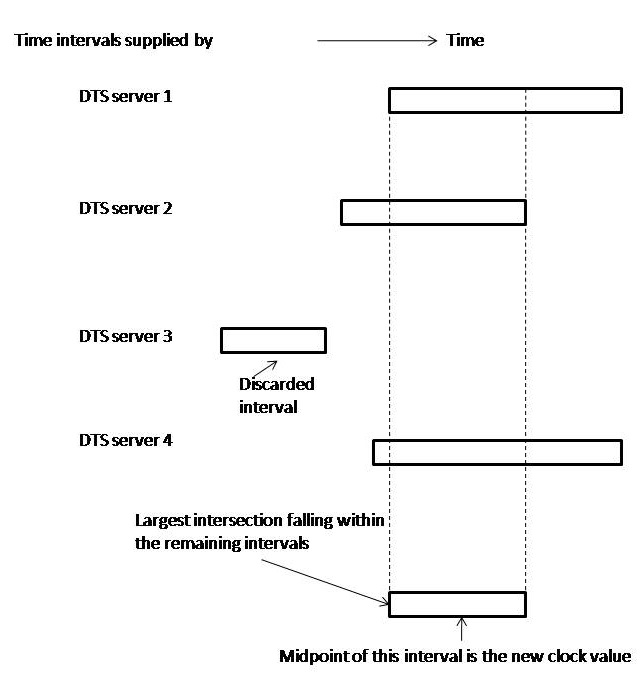 Time intervals supplied by
Time
DTS server 1
DTS server 2
DTS server 3
Discarded
interval
DTS server 4
Largest intersection falling within
the remaining intervals
Midpoint of this interval is the new clock value